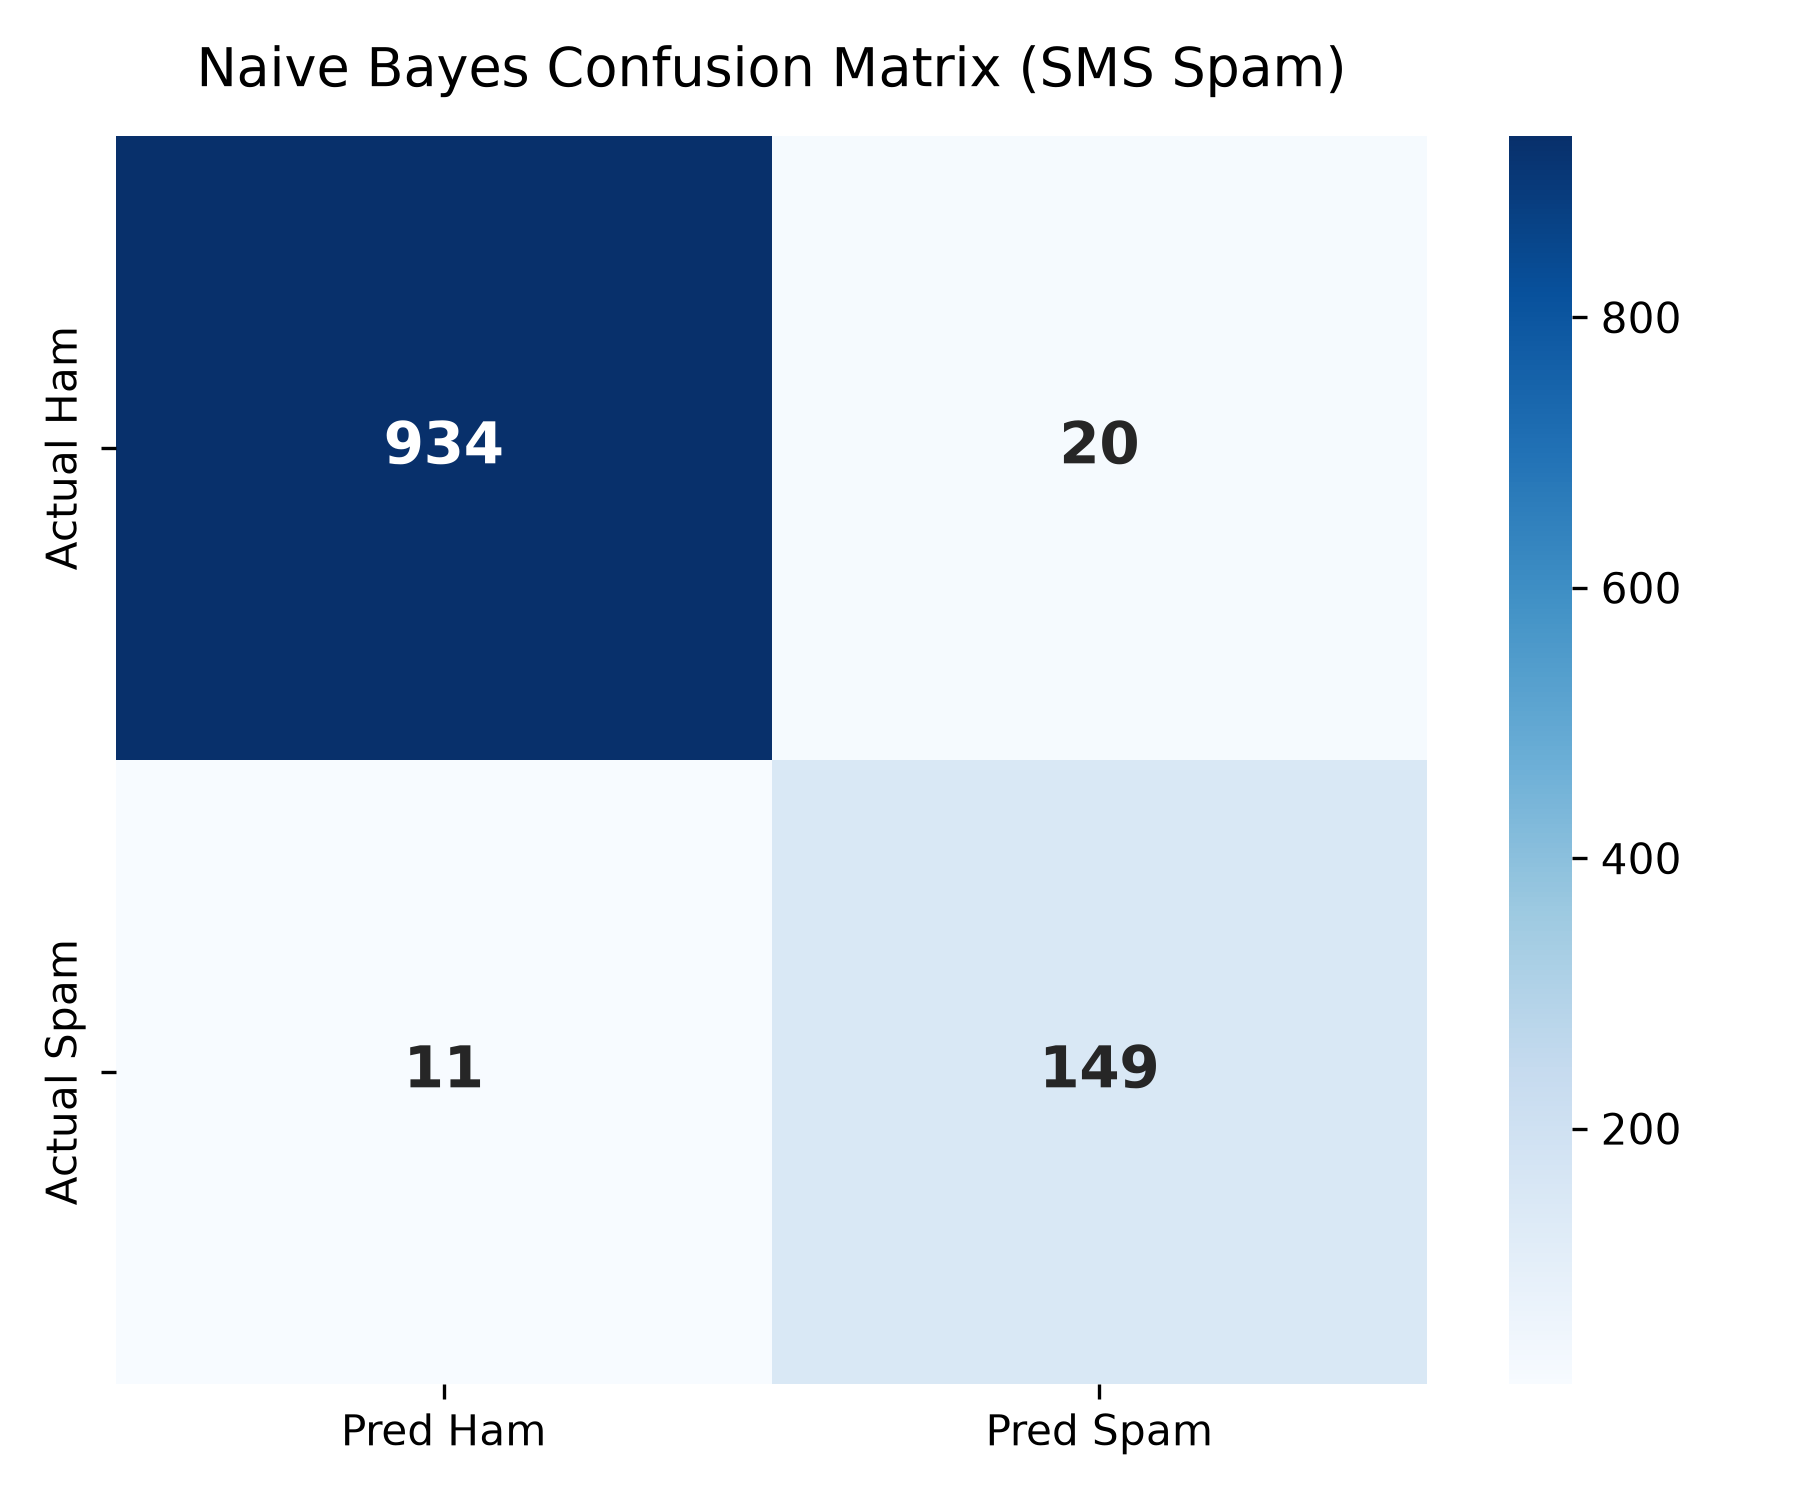 Naive Bayes Confusion Matrix (SMS Spam)
Actual Ham
934
20
800
600
400
200
Actual Spam
11
149
Pred Ham
Pred Spam